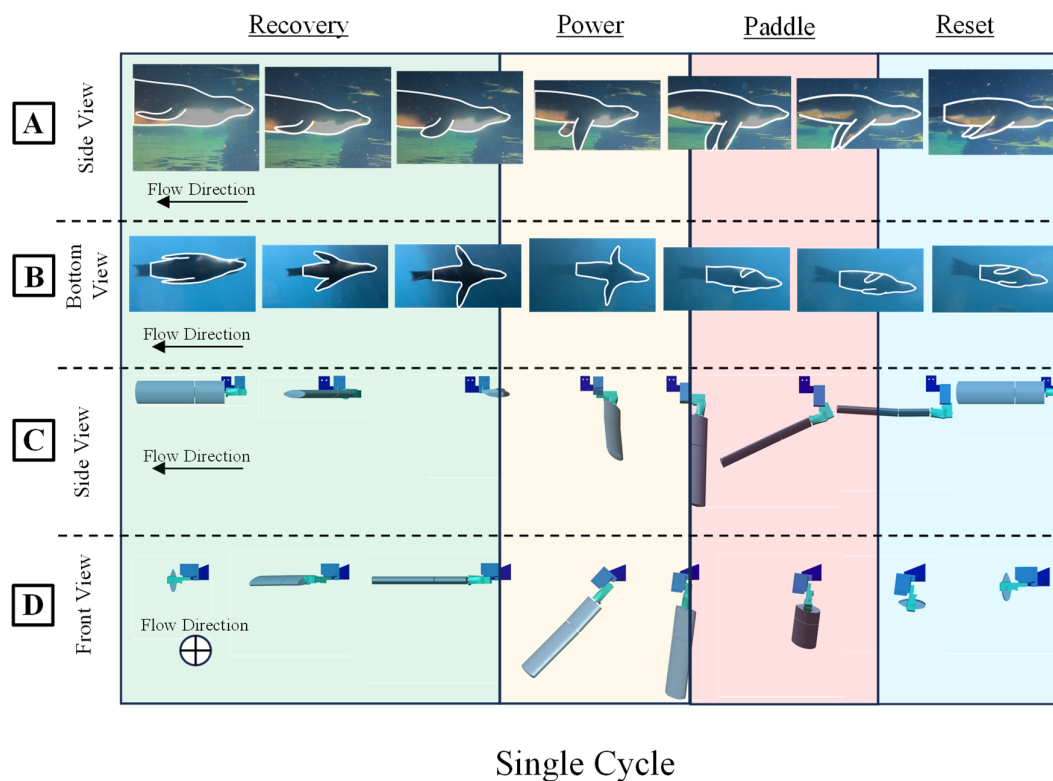 Recovery
Power
Paddle
Reset
A
Side View
Flow Direction
B
Bottom
View
Flow Direction
C
Side View
Flow Direction
D
Front View
Flow Direction
Single Cycle